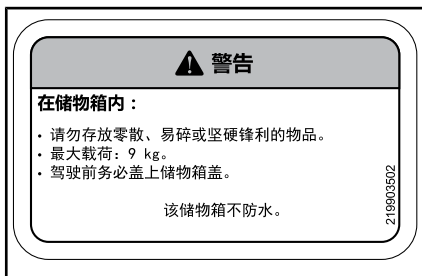 警告
在储物箱内：
• 请勿存放零散、易碎或坚硬锋利的物品。
• 最大载荷：9 kg。
• 驾驶前务必盖上储物箱盖。
该储物箱不防水。
219903502